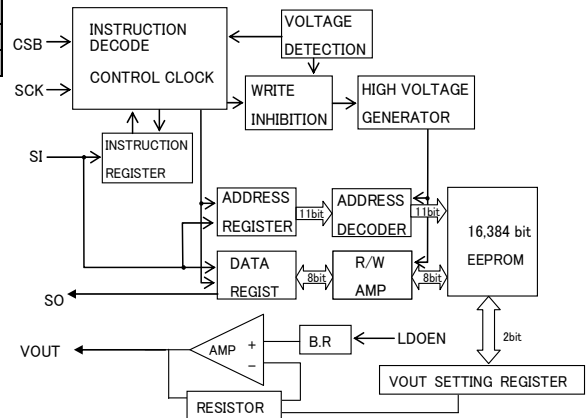 INSTRUCTION
DECODE
CONTROL CLOCK
VOLTAGE
DETECTION
CSB
SCK
WRITE
INHIBITION
HIGH VOLTAGE
GENERATOR
INSTRUCTION
REGISTER
SI
ADDRESS
REGISTER
11bit
ADDRESS
DECODER
11bit
16,384 bit
EEPROM
DATA
REGIST
8bit
R/W
AMP
8bit
SO
VOUT
AMP
+
−
B.R
LDOEN
2bit
VOUT SETTING REGISTER
RESISTOR